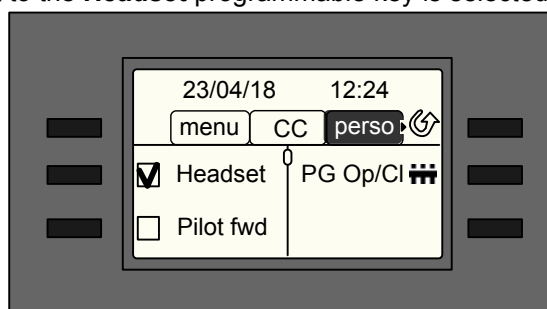 to the Headset programmable key is selected
23/04/18 12:24
menu CC perso
Headset PG Op/Cl
Pilot fwd